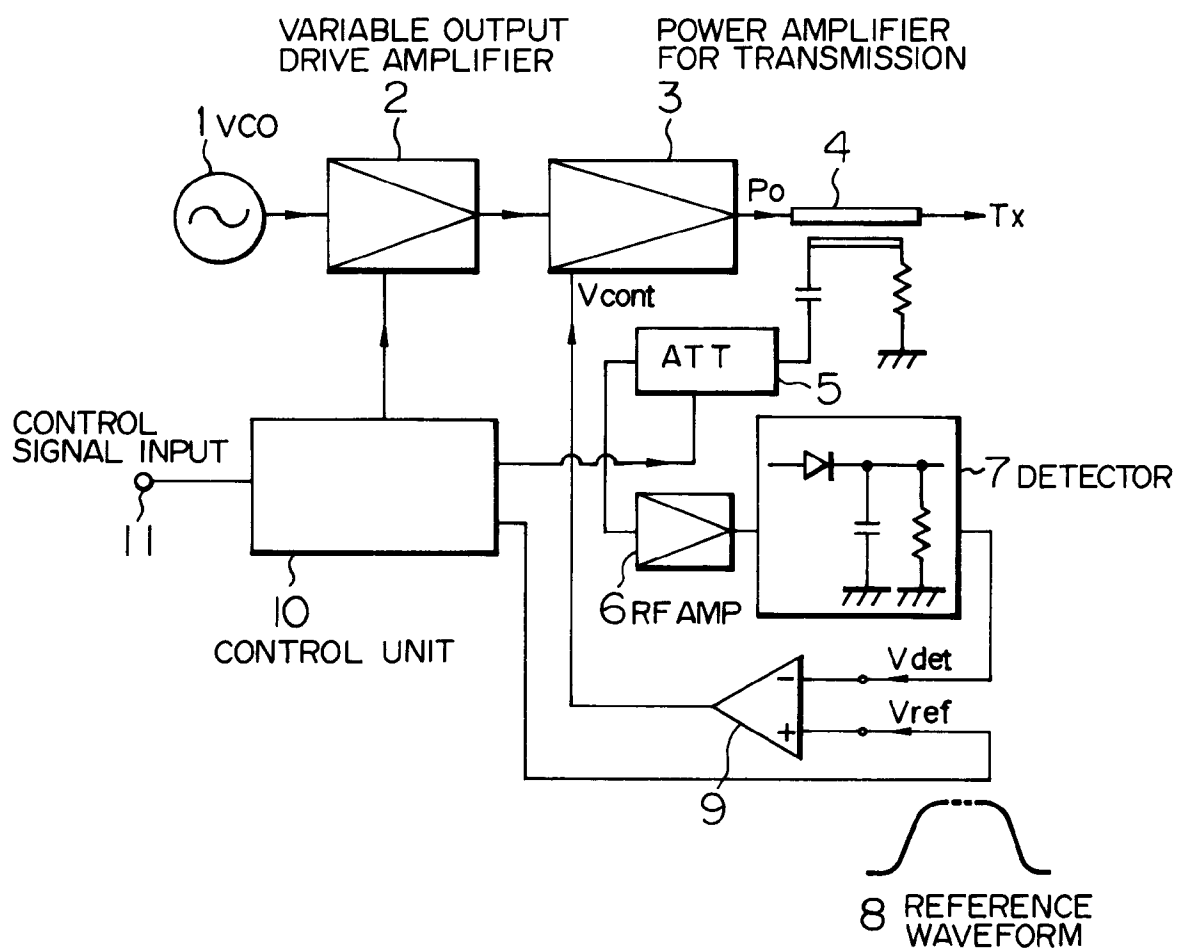 VARIABLE OUTPUT
DRIVE AMPLIFIER
2
POWER AMPLIFIER
FOR TRANSMISSION
3
1 VCO
4
Po
Tx
Vcont
ATT
5
CONTROL
SIGNAL INPUT
11
10
CONTROL UNIT
7 DETECTOR
6 RF AMP
Vdet
-
Vref
+
9
8 REFERENCE
WAVEFORM